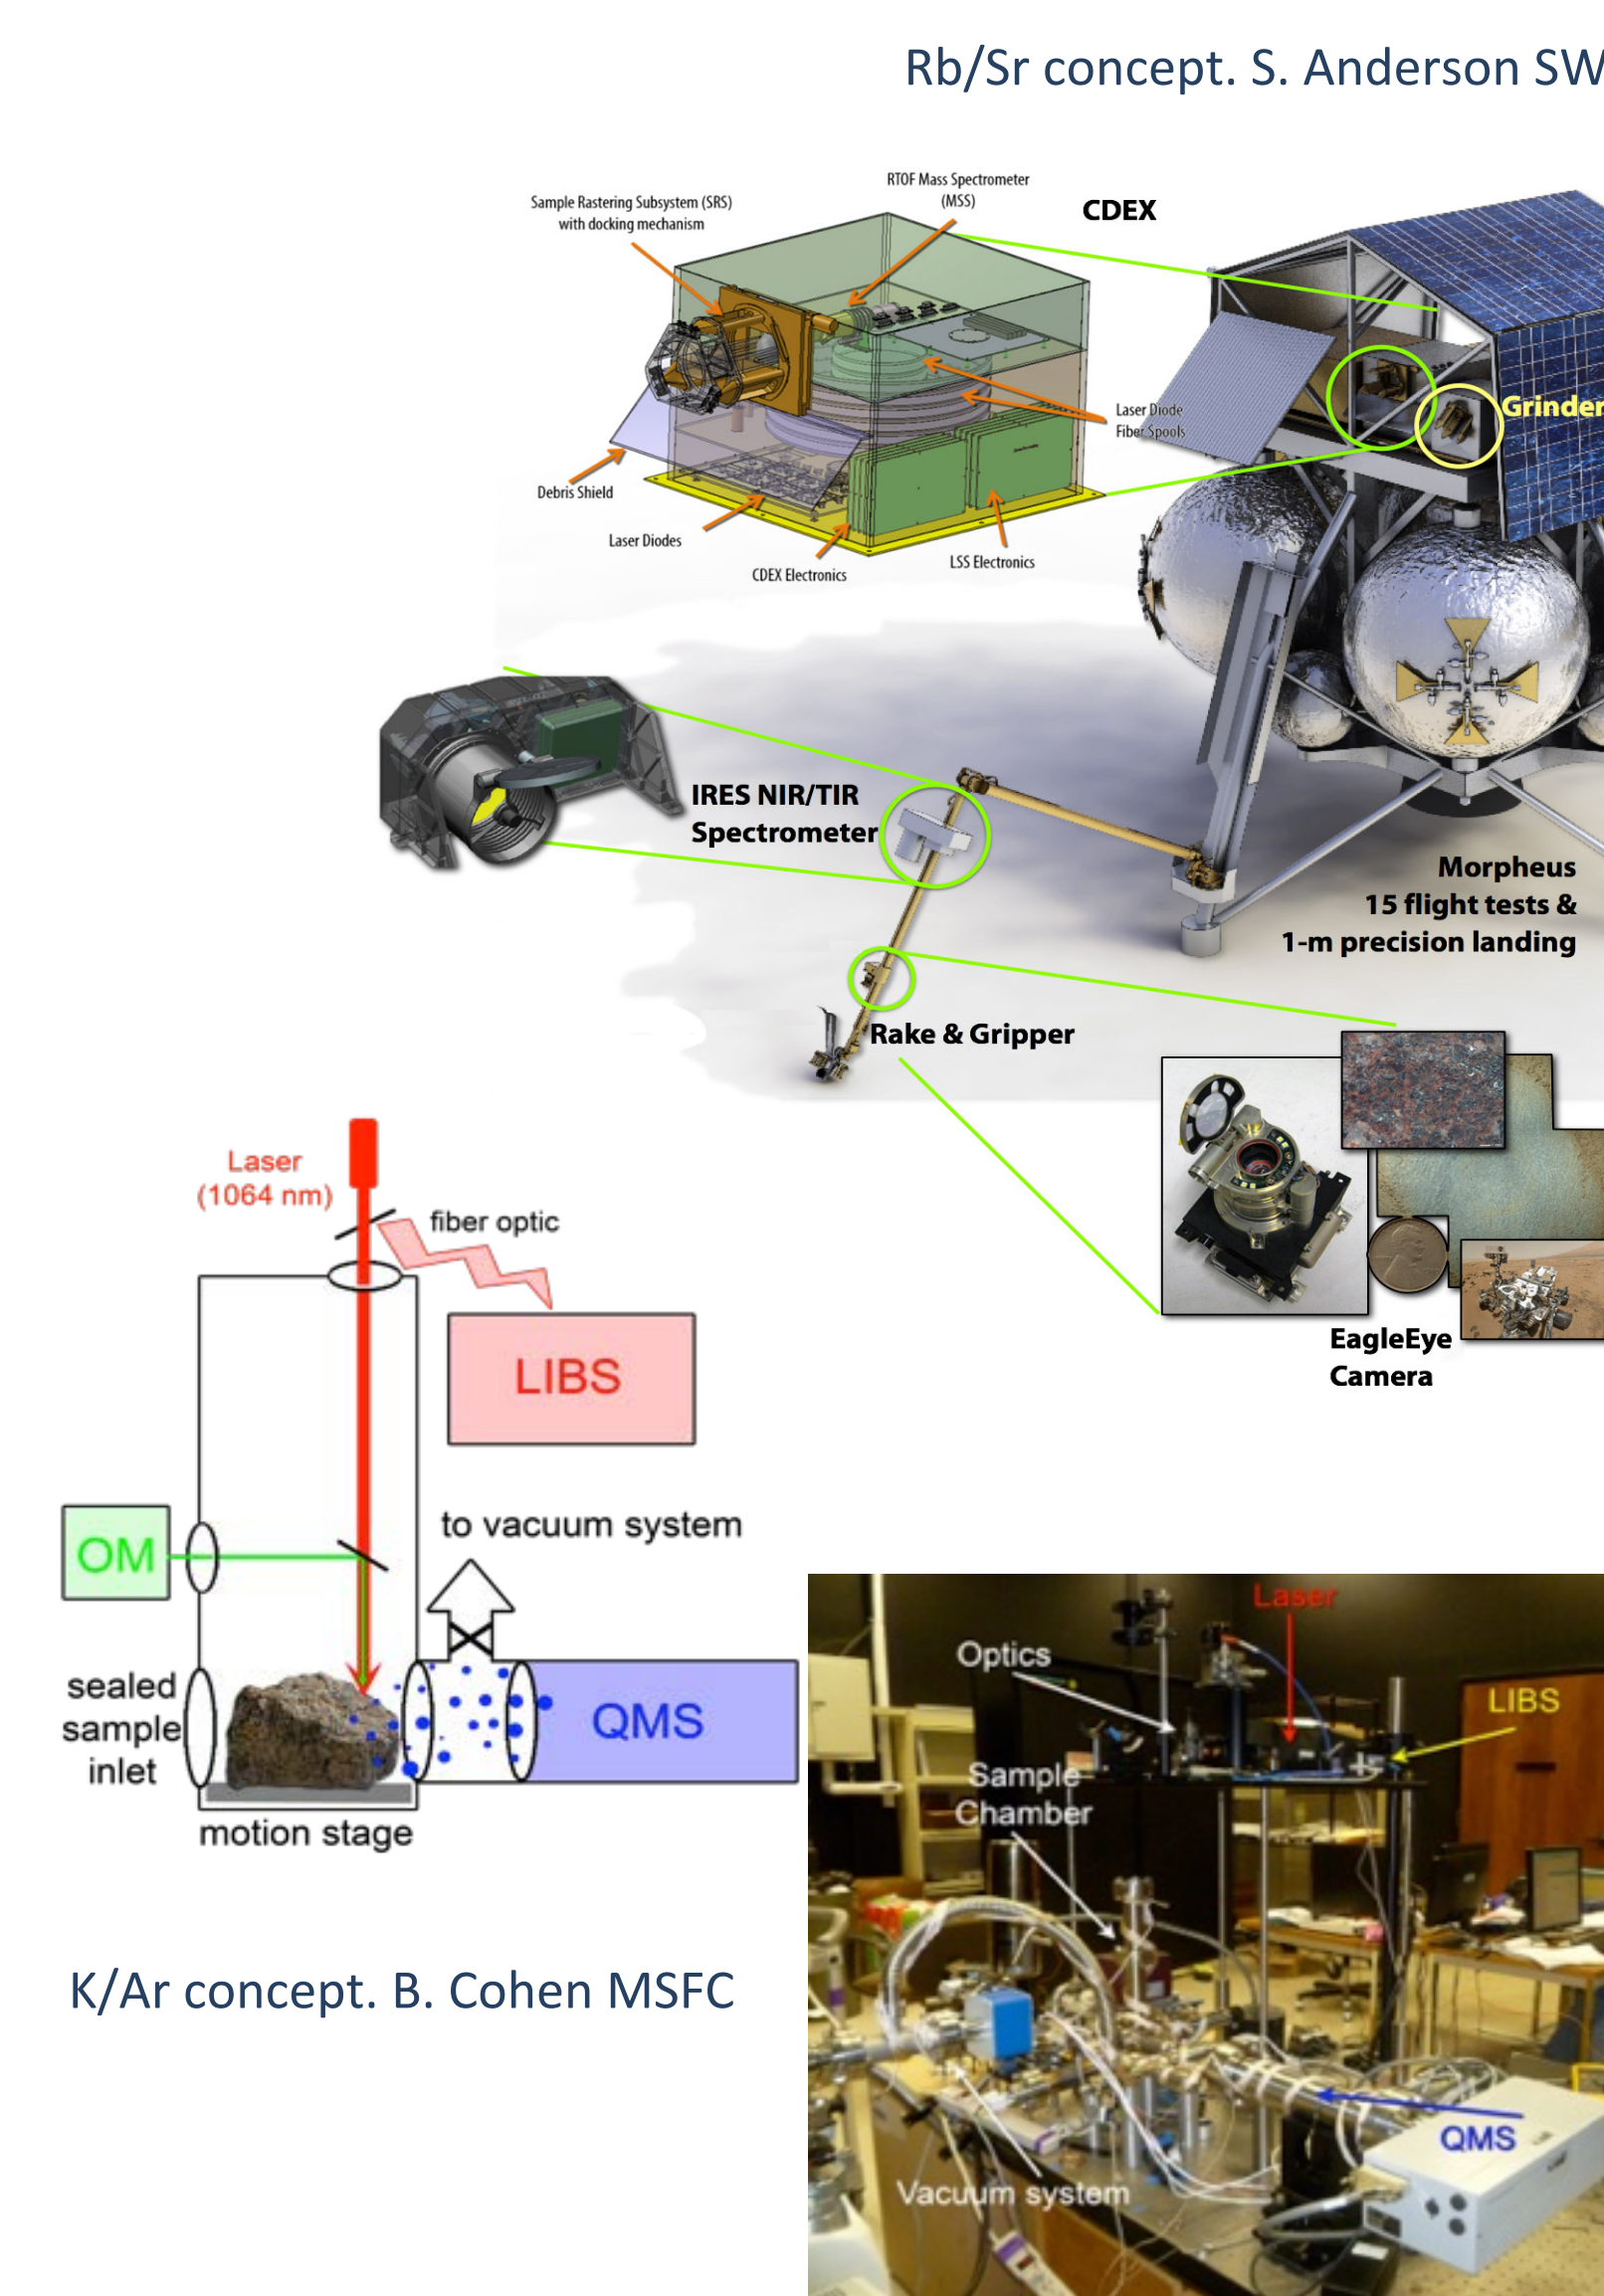 Rb/Sr concept. S. Anderson SW
Sample Rastering Subsystem (SRS)
with docking mechanism
RTOF Mass Spectrometer
(MSS)
CDEX
Grinder
Laser Diode
Fiber Spools
Debris Shield
Laser Diodes
CDEX Electronics
LSS Electronics
IRES NIR/TIR
Spectrometer
Morpheus
15 flight tests &
1-m precision landing
Rake & Gripper
EagleEye
Camera
Laser
(1064 nm)
fiber optic
LIBS
OM
to vacuum system
sealed
sample
inlet
QMS
motion stage
K/Ar concept. B. Cohen MSFC
Laser
Optics
LIBS
Sample
Chamber
QMS
Vacuum system